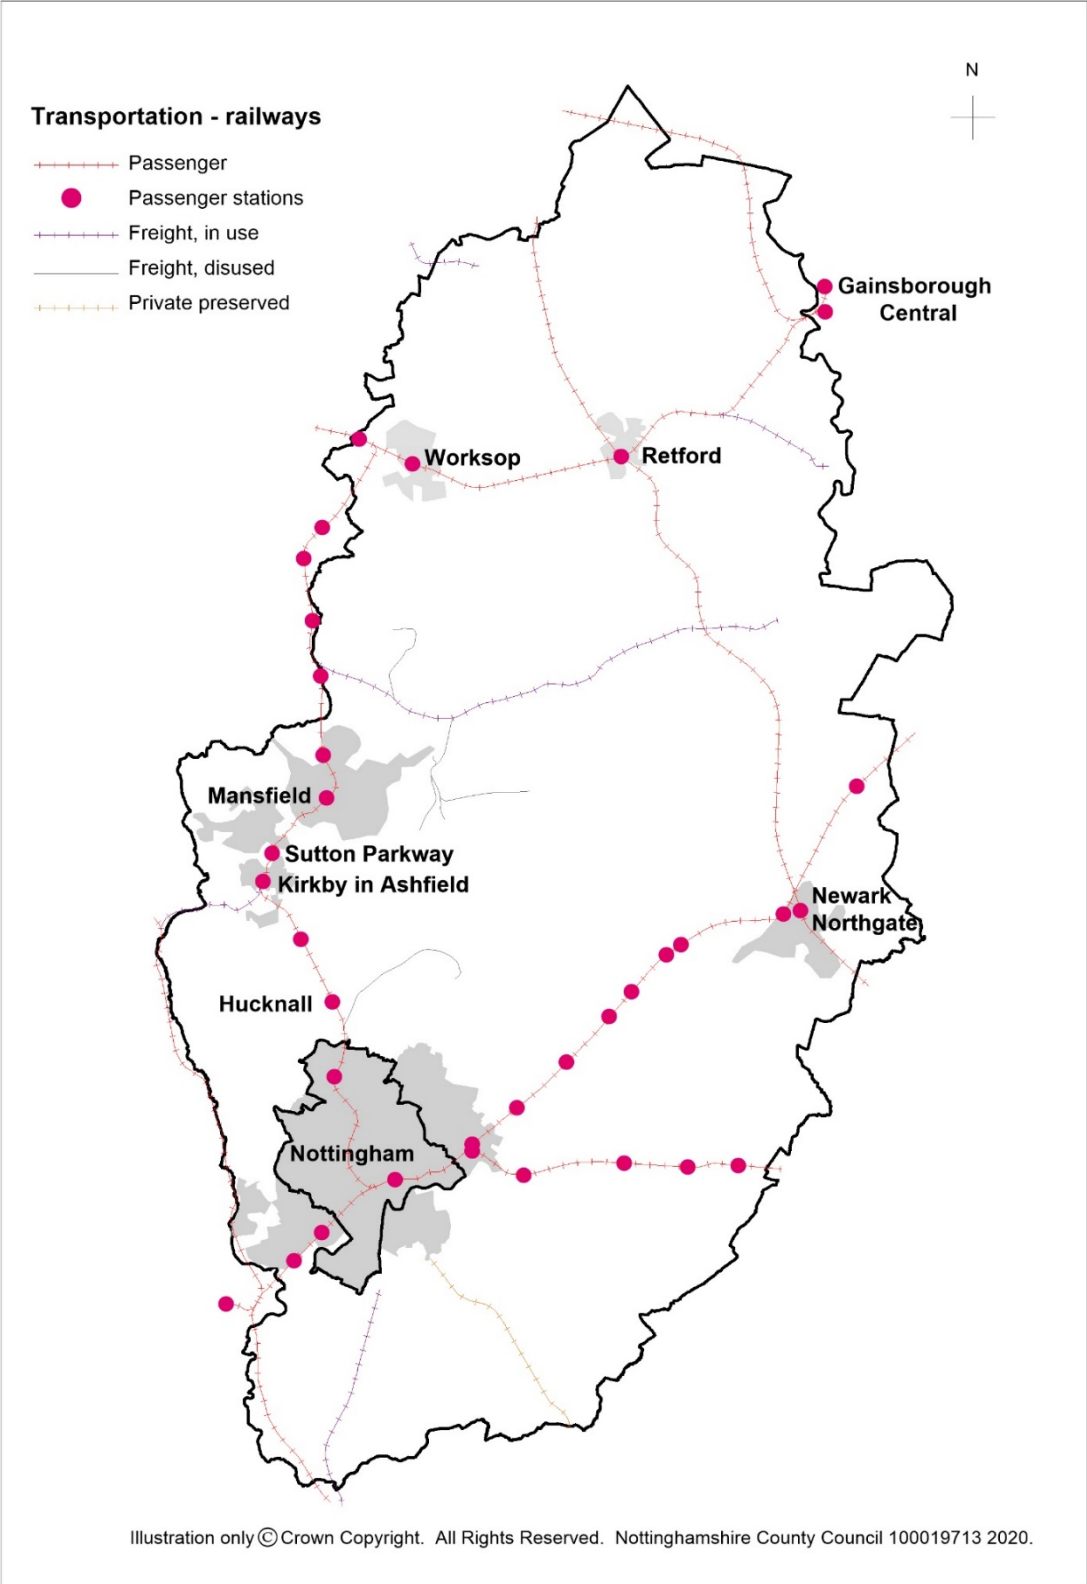 N
Transportation - railways
Passenger
Passenger stations
Freight, in use
Freight, disused
Private preserved
Gainsborough
Central
Worksop
Retford
Mansfield
Sutton Parkway
Kirkby in Ashfield
Newark
Northgate
Hucknall
Nottingham
Illustration only © Crown Copyright.  All Rights Reserved.  Nottinghamshire County Council 100019713 2020.